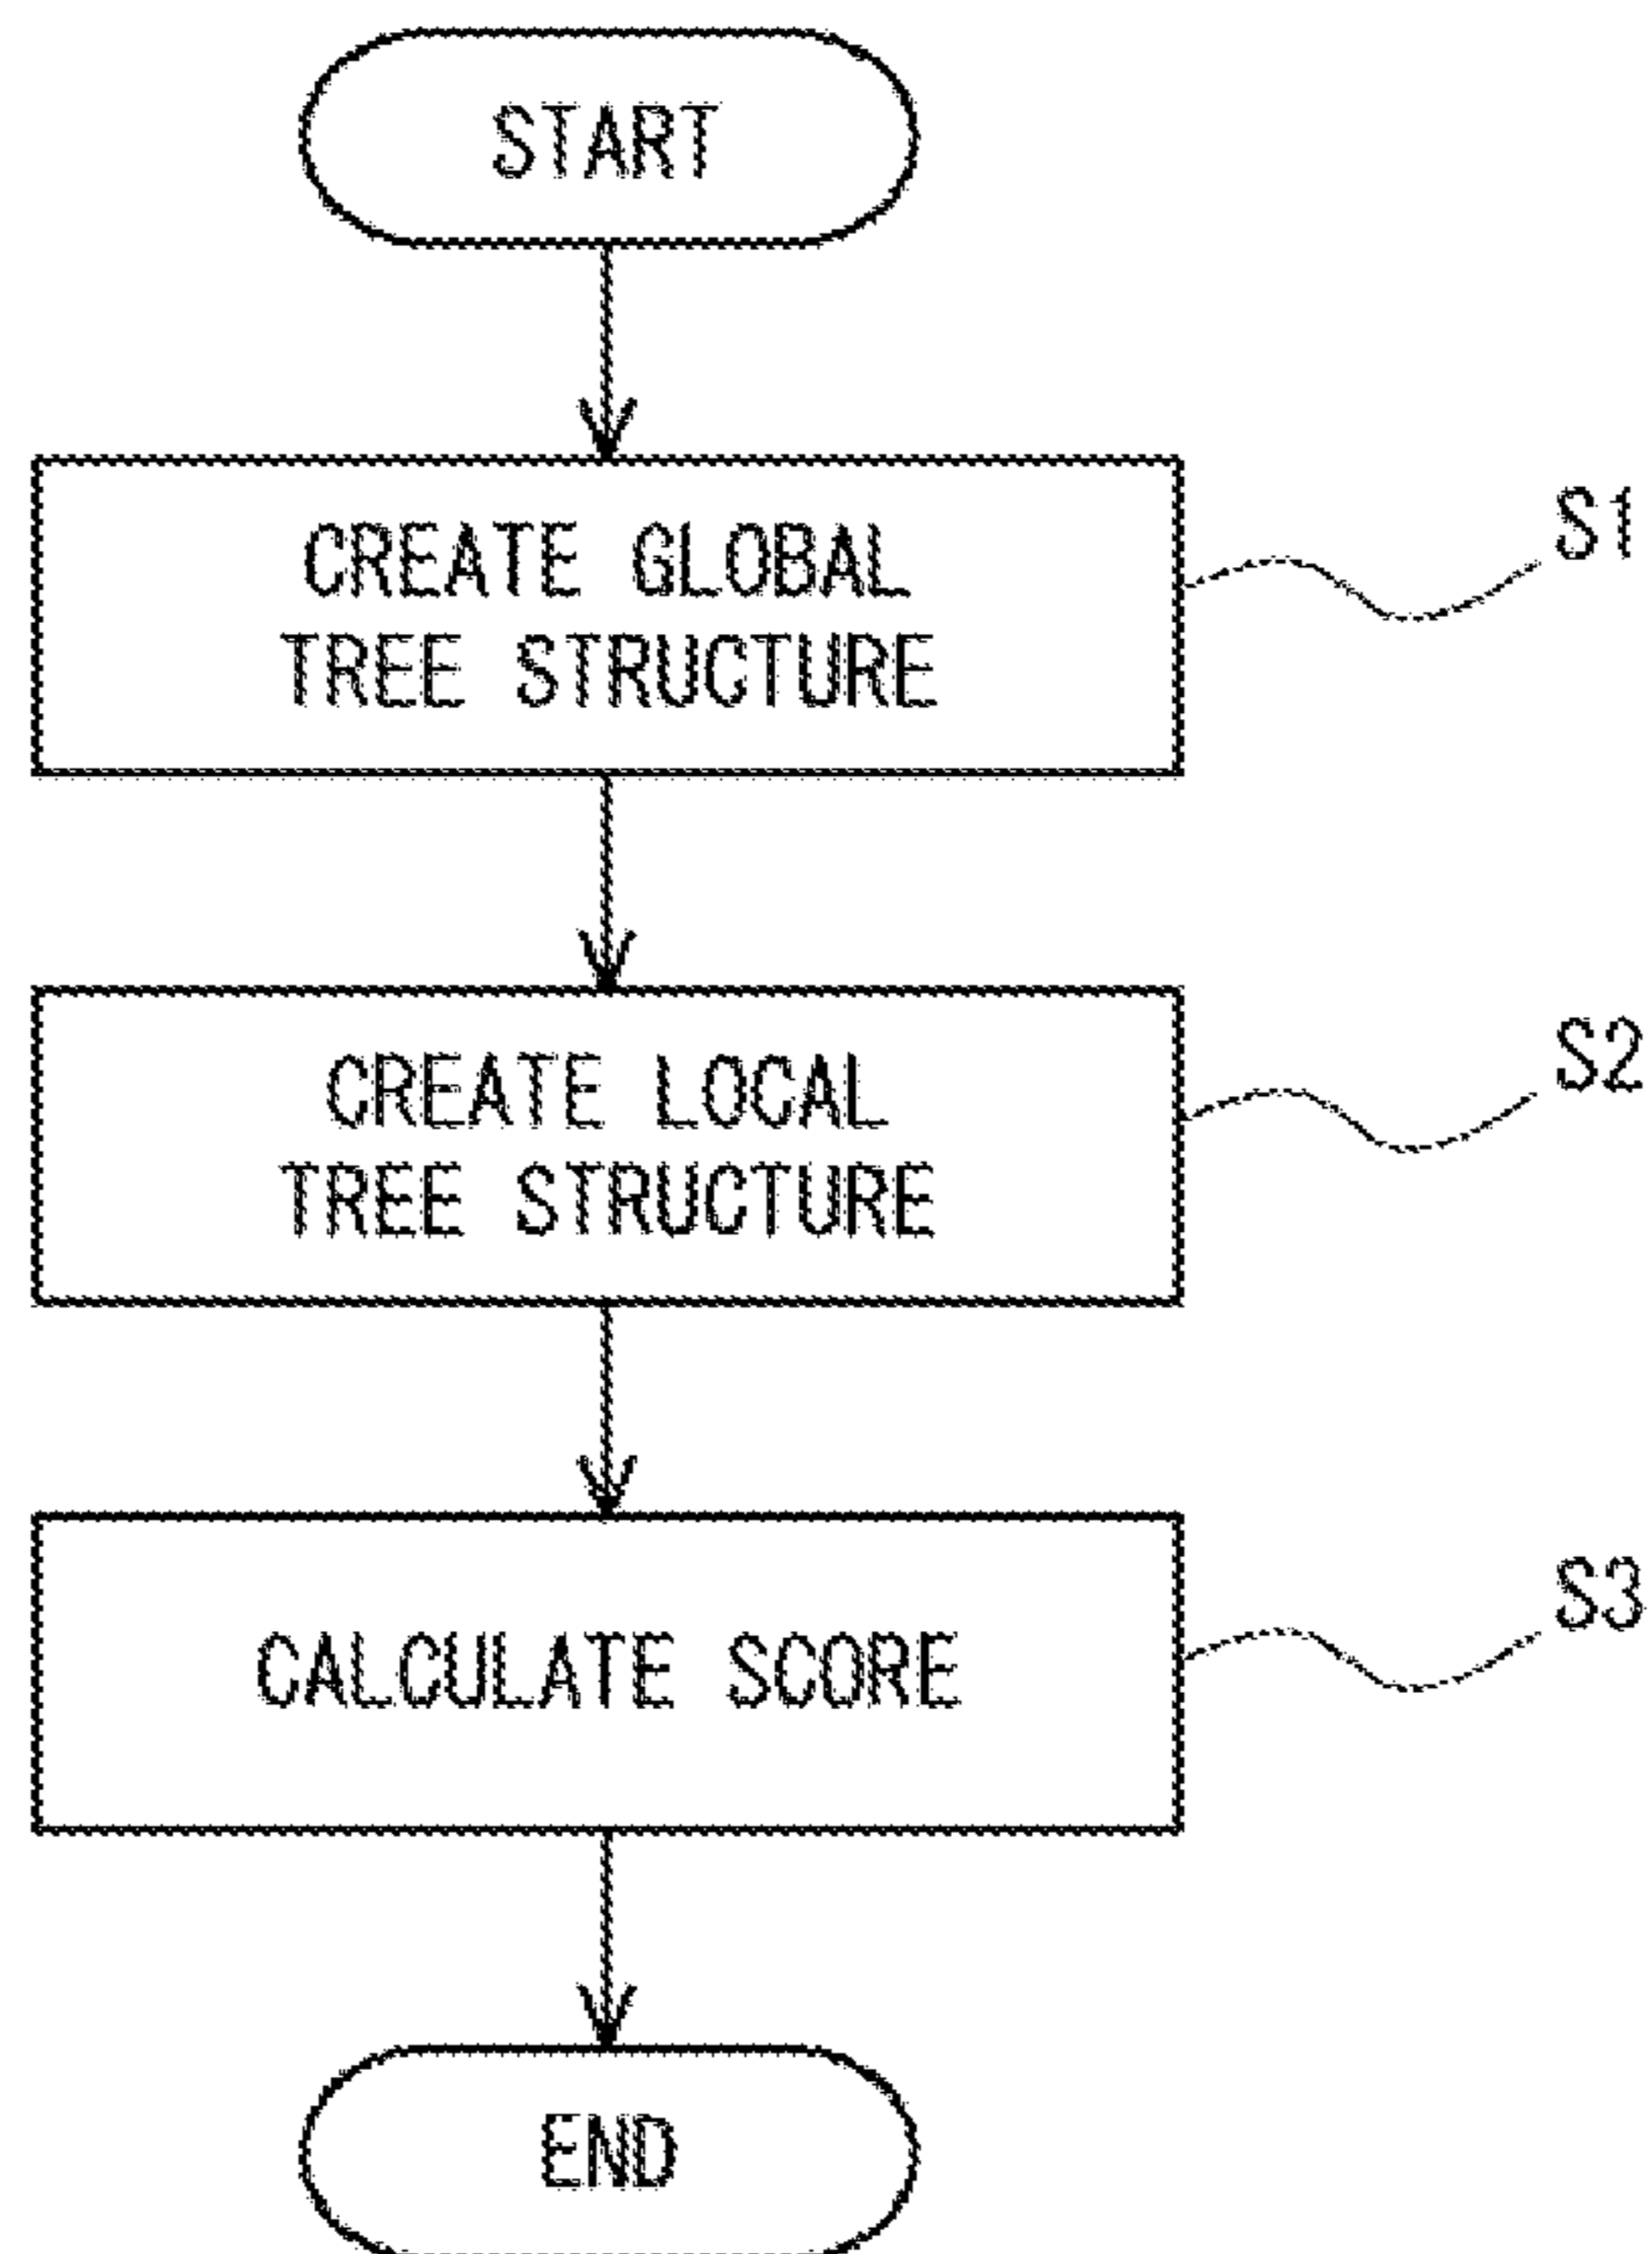 START
CREATE GLOBAL
TREE STRUCTURE
S1
CREATE LOCAL
TREE STRUCTURE
S2
CALCULATE SCORE
S3
END